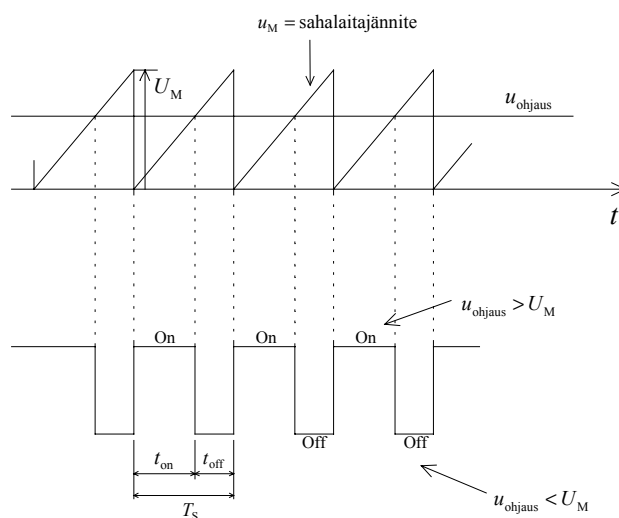 u_M = sahalaitajännite
U_M
u_ohjaus
t
u_ohjaus > U_M
On On On
Off Off
t_on t_off
u_ohjaus < U_M
T_S